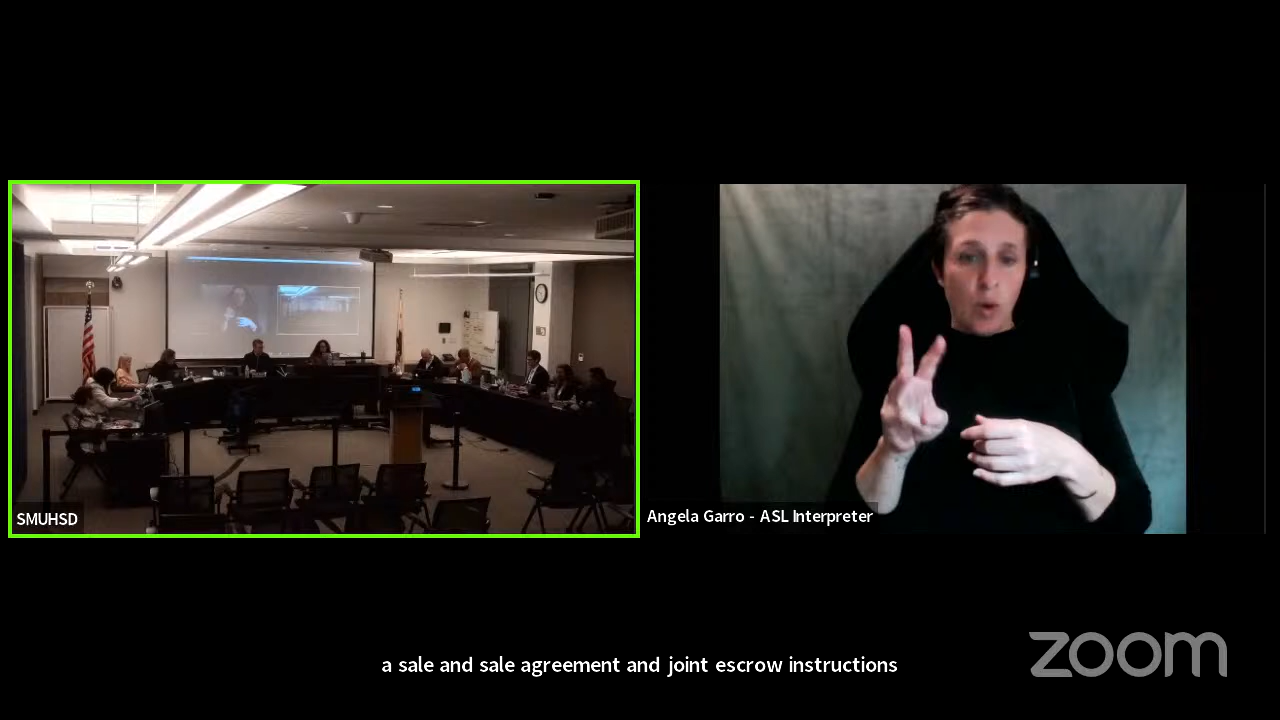 SMUHSD
Angela Garro - ASL Interpreter
a sale and sale agreement and joint escrow instructions
zoom